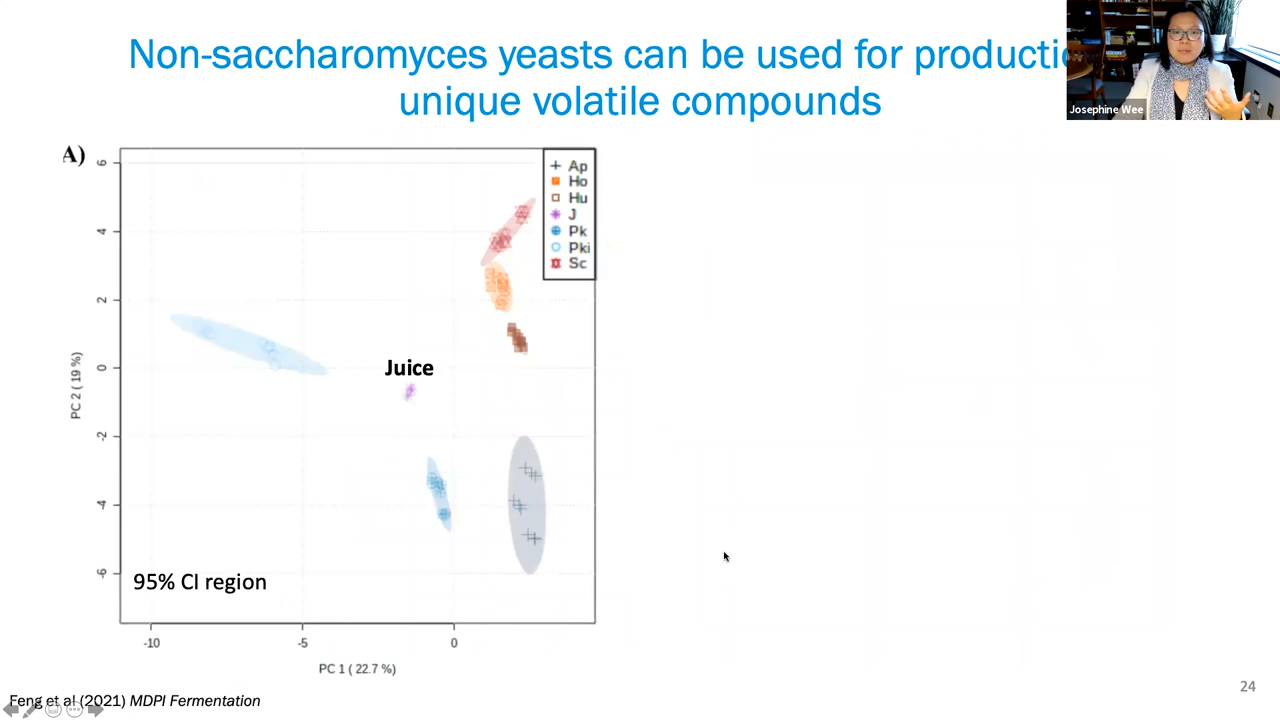 Non-saccharomyces yeasts can be used for producti
unique volatile compounds
Josephine Wee
A)
6
4
2
0
-2
-4
-6
PC 2 ( 19 %)
Ap
Ho
Hu
J
Pk
Pki
Sc
Juice
95% CI region
-10
-5
0
PC 1 ( 22.7 %)
Feng et al (2021) MDPI Fermentation
24